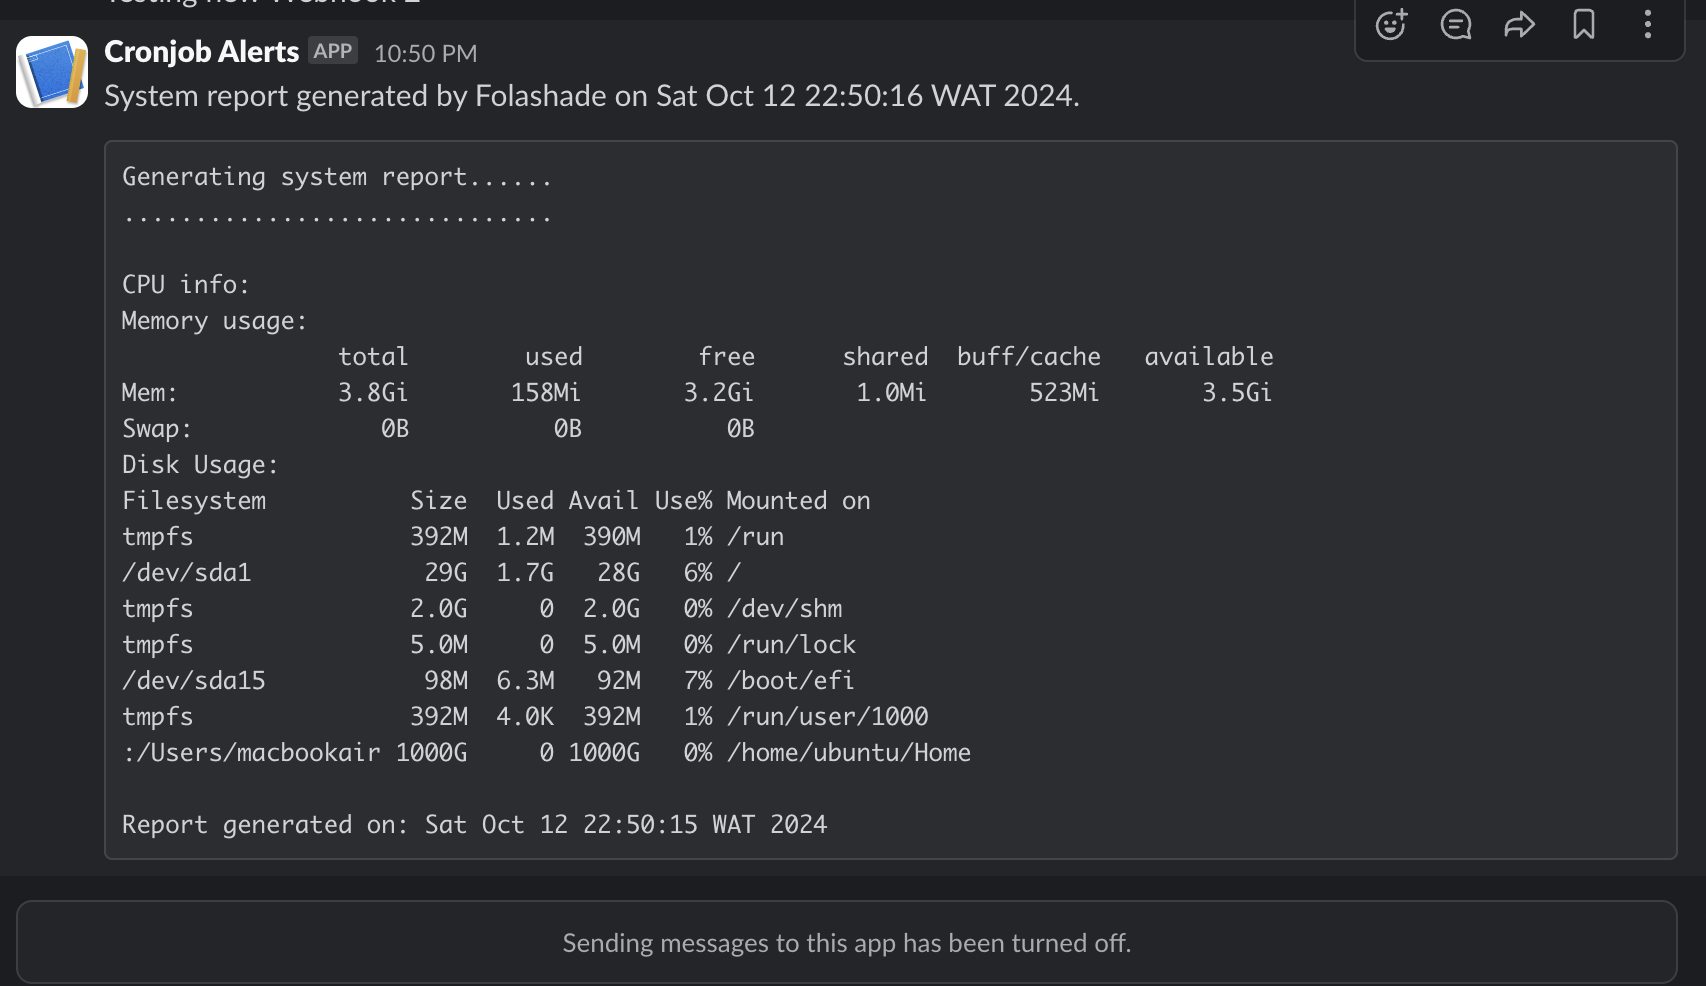 Cronjob Alerts APP 10:50 PM
System report generated by Folashade on Sat Oct 12 22:50:16 WAT 2024.
Generating system report......
..............................
CPU info:
Memory usage:
               total        used        free      shared  buff/cache   available
Mem:           3.8Gi       158Mi       3.2Gi       1.0Mi       523Mi       3.5Gi
Swap:             0B          0B          0B
Disk Usage:
Filesystem          Size  Used Avail Use% Mounted on
tmpfs               392M  1.2M  390M   1% /run
/dev/sda1            29G  1.7G   28G   6% /
tmpfs               2.0G     0  2.0G   0% /dev/shm
tmpfs               5.0M     0  5.0M   0% /run/lock
/dev/sda15           98M  6.3M   92M   7% /boot/efi
tmpfs               392M  4.0K  392M   1% /run/user/1000
:/Users/macbookair 1000G     0 1000G   0% /home/ubuntu/Home
Report generated on: Sat Oct 12 22:50:15 WAT 2024
Sending messages to this app has been turned off.